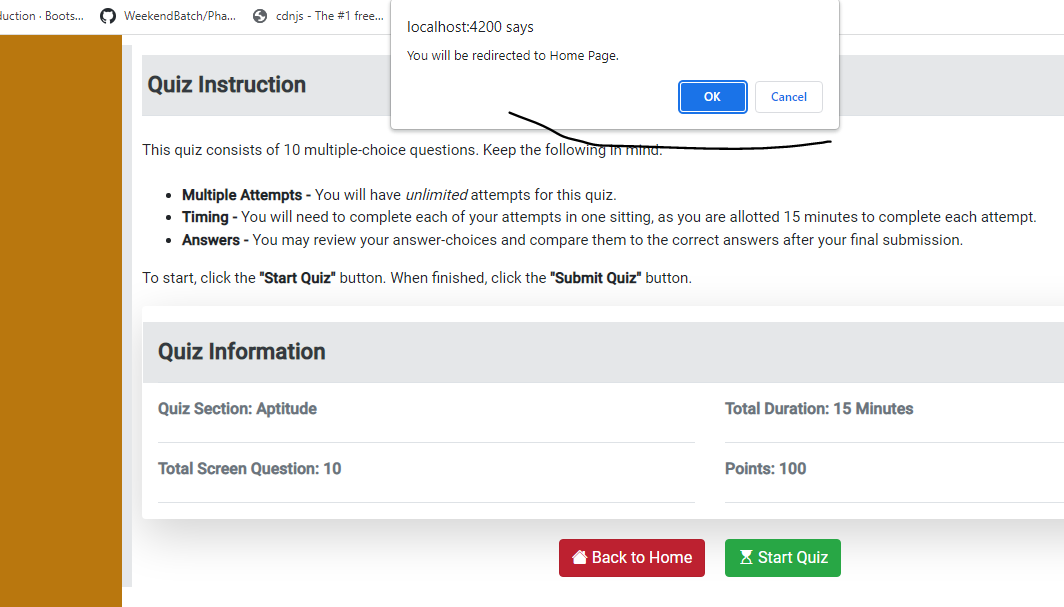 duction · Boots...
WeekendBatch/Pha...
cdnjs - The #1 free...
localhost:4200 says
You will be redirected to Home Page.
OK
Cancel
Quiz Instruction
This quiz consists of 10 multiple-choice questions. Keep the following in mind:
• Multiple Attempts - You will have unlimited attempts for this quiz.
• Timing - You will need to complete each of your attempts in one sitting, as you are allotted 15 minutes to complete each attempt.
• Answers - You may review your answer-choices and compare them to the correct answers after your final submission.
To start, click the "Start Quiz" button. When finished, click the "Submit Quiz" button.
Quiz Information
Quiz Section: Aptitude
Total Duration: 15 Minutes
Total Screen Question: 10
Points: 100
Back to Home
Start Quiz